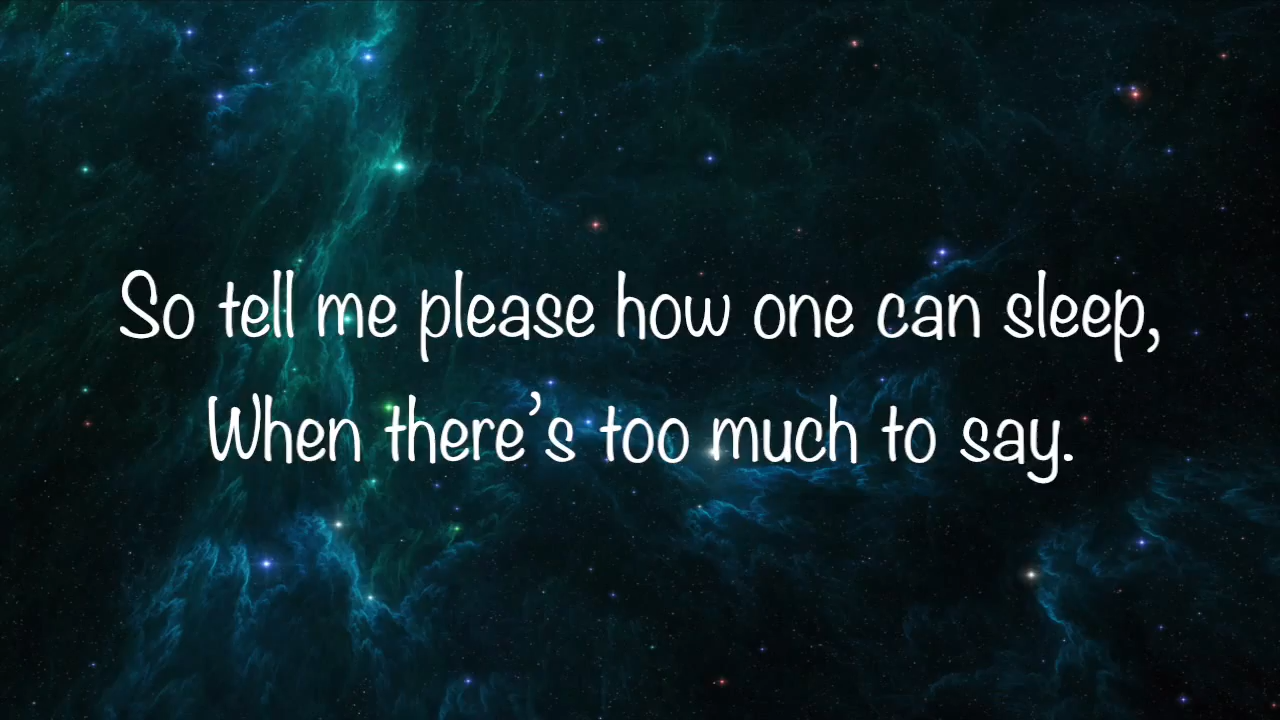 So tell me please how one can sleep,
When there’s too much to say.